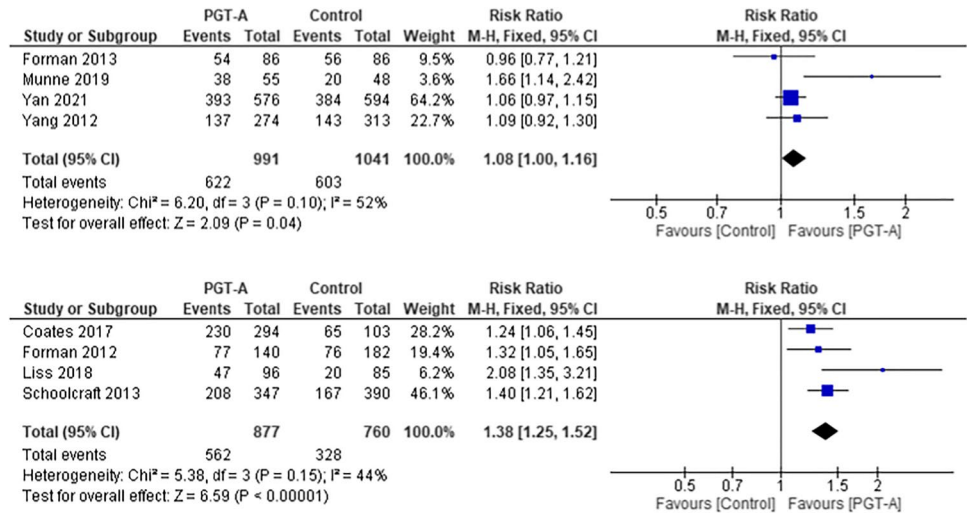 PGT-A Control Risk Ratio Risk Ratio
Study or Subgroup Events Total Events Total Weight M-H, Fixed, 95% CI M-H, Fixed, 95% CI
Forman 2013 54 86 56 86 9.5% 0.96 [0.77, 1.21]
Munne 2019 38 55 20 48 3.6% 1.66 [1.14, 2.42]
Yan 2021 393 576 384 594 64.2% 1.06 [0.97, 1.15]
Yang 2012 137 274 143 313 22.7% 1.09 [0.92, 1.30]
Total (95% CI) 991 1041 100.0% 1.08 [1.00, 1.16]
Total events 622 603
Heterogeneity: Chi² = 6.20, df = 3 (P = 0.10); I² = 52%
Test for overall effect: Z = 2.09 (P = 0.04)
0.5 0.7 1 1.5 2
Favours [Control] Favours [PGT-A]
PGT-A Control Risk Ratio Risk Ratio
Study or Subgroup Events Total Events Total Weight M-H, Fixed, 95% CI M-H, Fixed, 95% CI
Coates 2017 230 294 65 103 28.2% 1.24 [1.06, 1.45]
Forman 2012 77 140 76 182 19.4% 1.32 [1.05, 1.65]
Liss 2018 47 96 20 85 6.2% 2.08 [1.35, 3.21]
Schoolcraft 2013 208 347 167 390 46.1% 1.40 [1.21, 1.62]
Total (95% CI) 877 760 100.0% 1.38 [1.25, 1.52]
Total events 562 328
Heterogeneity: Chi² = 5.38, df = 3 (P = 0.15); I² = 44%
Test for overall effect: Z = 6.59 (P < 0.00001)
0.5 0.7 1 1.5 2
Favours [Control] Favours [PGT-A]